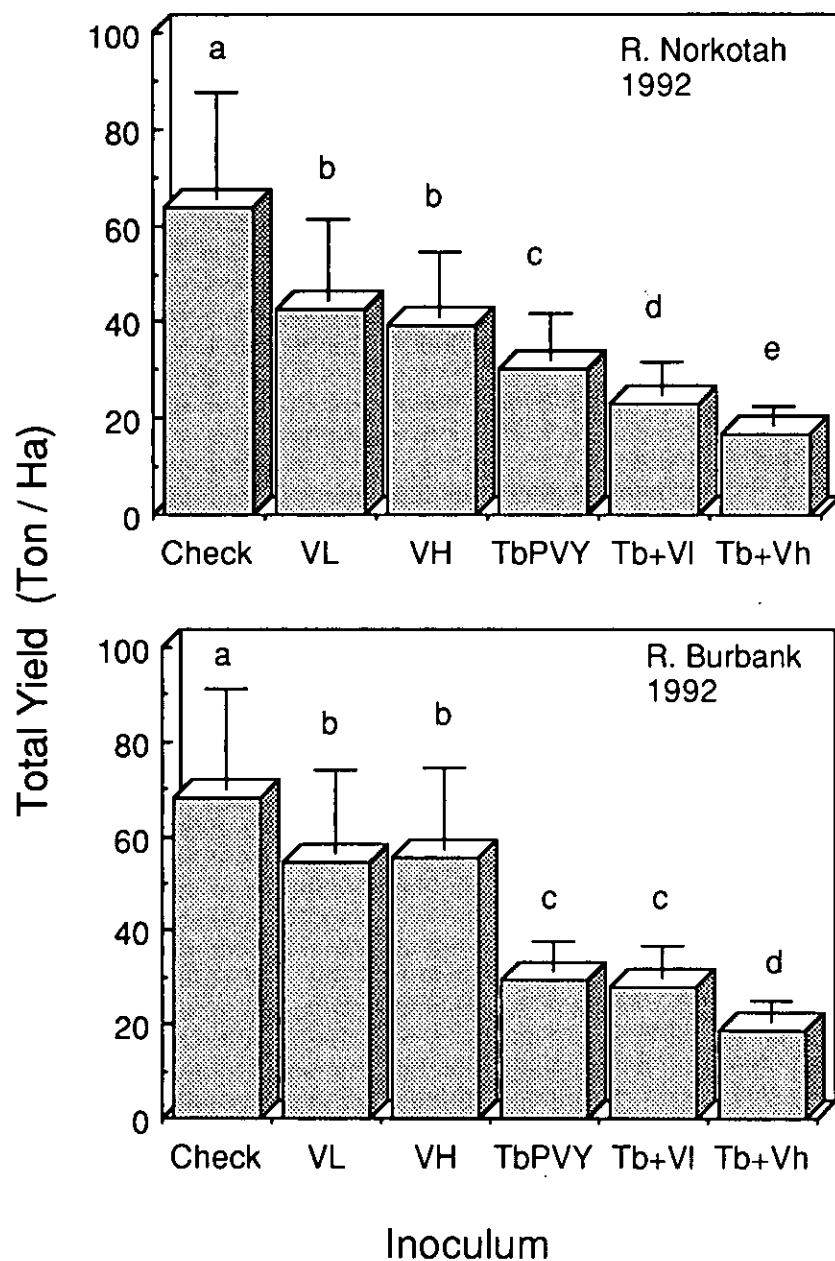 Total Yield (Ton / Ha)
100
80
60
40
20
0
a
b
b
c
d
e
R. Norkotah
1992
Check VL VH TbPVY Tb+Vl Tb+Vh
100
80
60
40
20
0
a
b
b
c
c
d
R. Burbank
1992
Check VL VH TbPVY Tb+Vl Tb+Vh
Inoculum